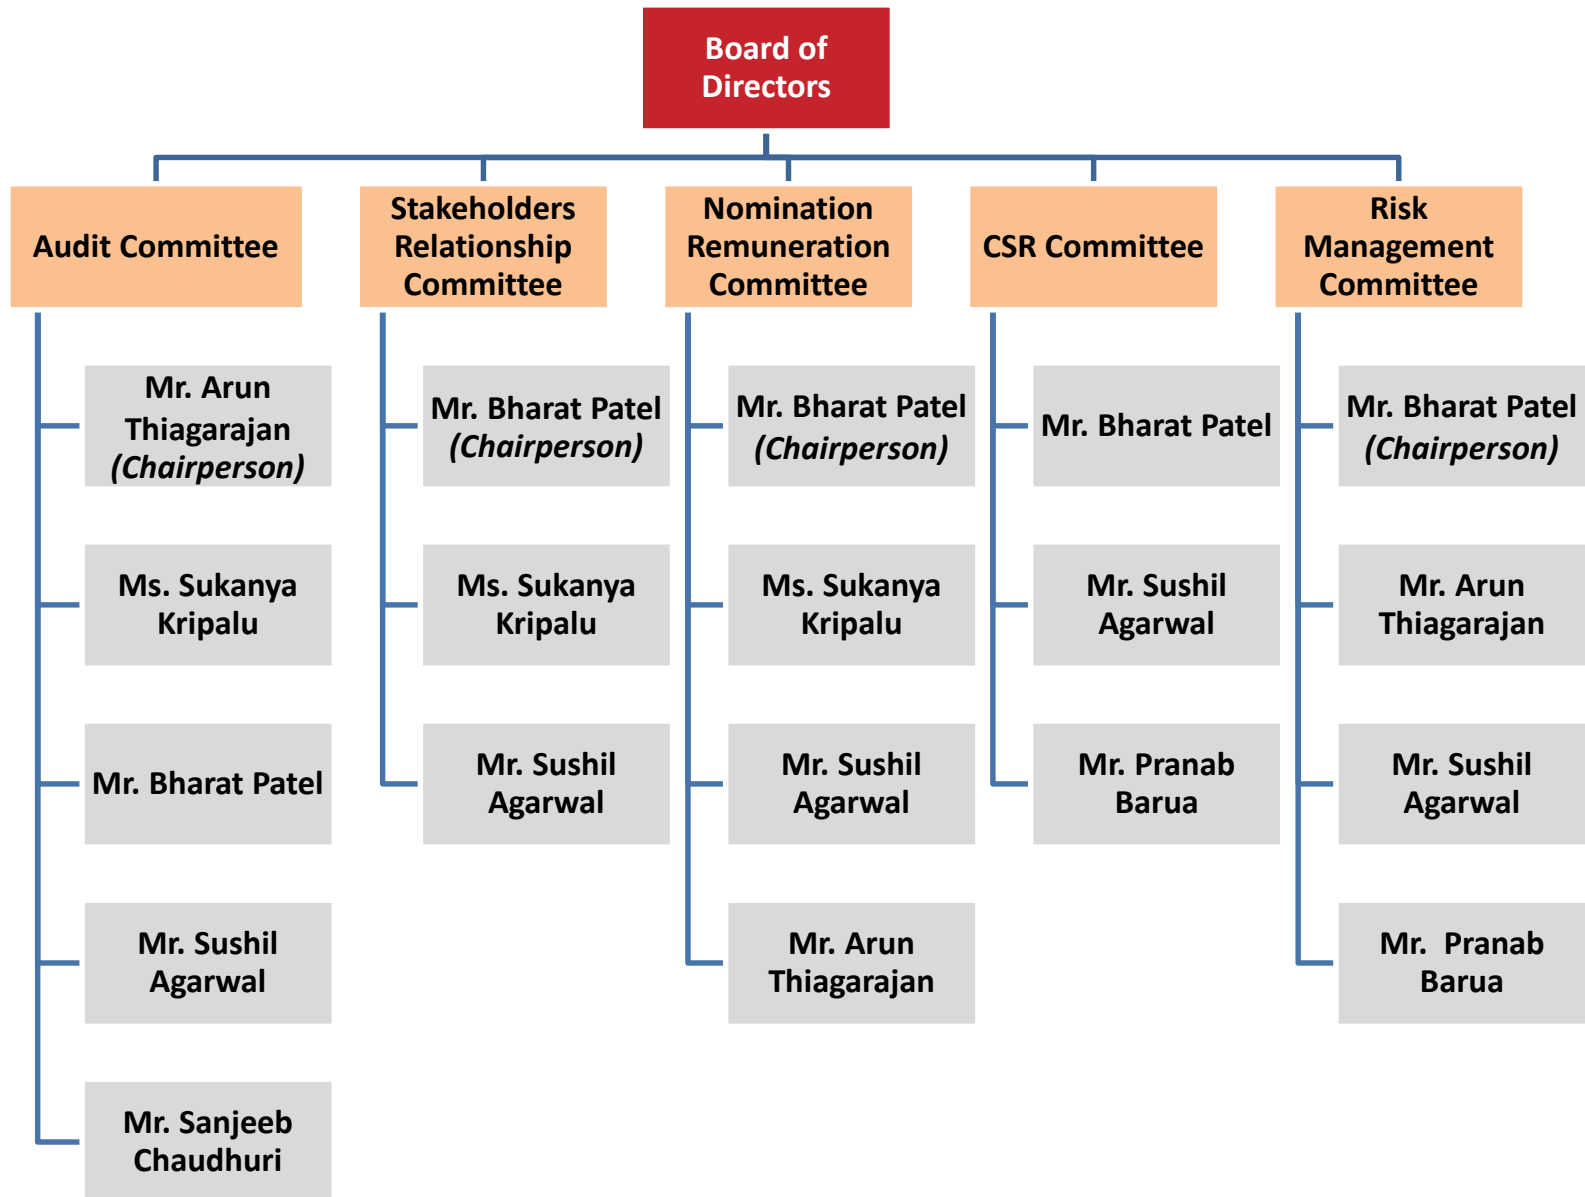 Board of
Directors
Audit Committee
Stakeholders
Relationship
Committee
Nomination
Remuneration
Committee
CSR Committee
Risk
Management
Committee
Mr. Arun
Thiagarajan
(Chairperson)
Ms. Sukanya
Kripalu
Mr. Bharat Patel
Mr. Sushil
Agarwal
Mr. Sanjeeb
Chaudhuri
Mr. Bharat Patel
(Chairperson)
Ms. Sukanya
Kripalu
Mr. Sushil
Agarwal
Mr. Bharat Patel
(Chairperson)
Ms. Sukanya
Kripalu
Mr. Sushil
Agarwal
Mr. Arun
Thiagarajan
Mr. Bharat Patel
Mr. Sushil
Agarwal
Mr. Pranab
Barua
Mr. Bharat Patel
(Chairperson)
Mr. Arun
Thiagarajan
Mr. Sushil
Agarwal
Mr.  Pranab
Barua